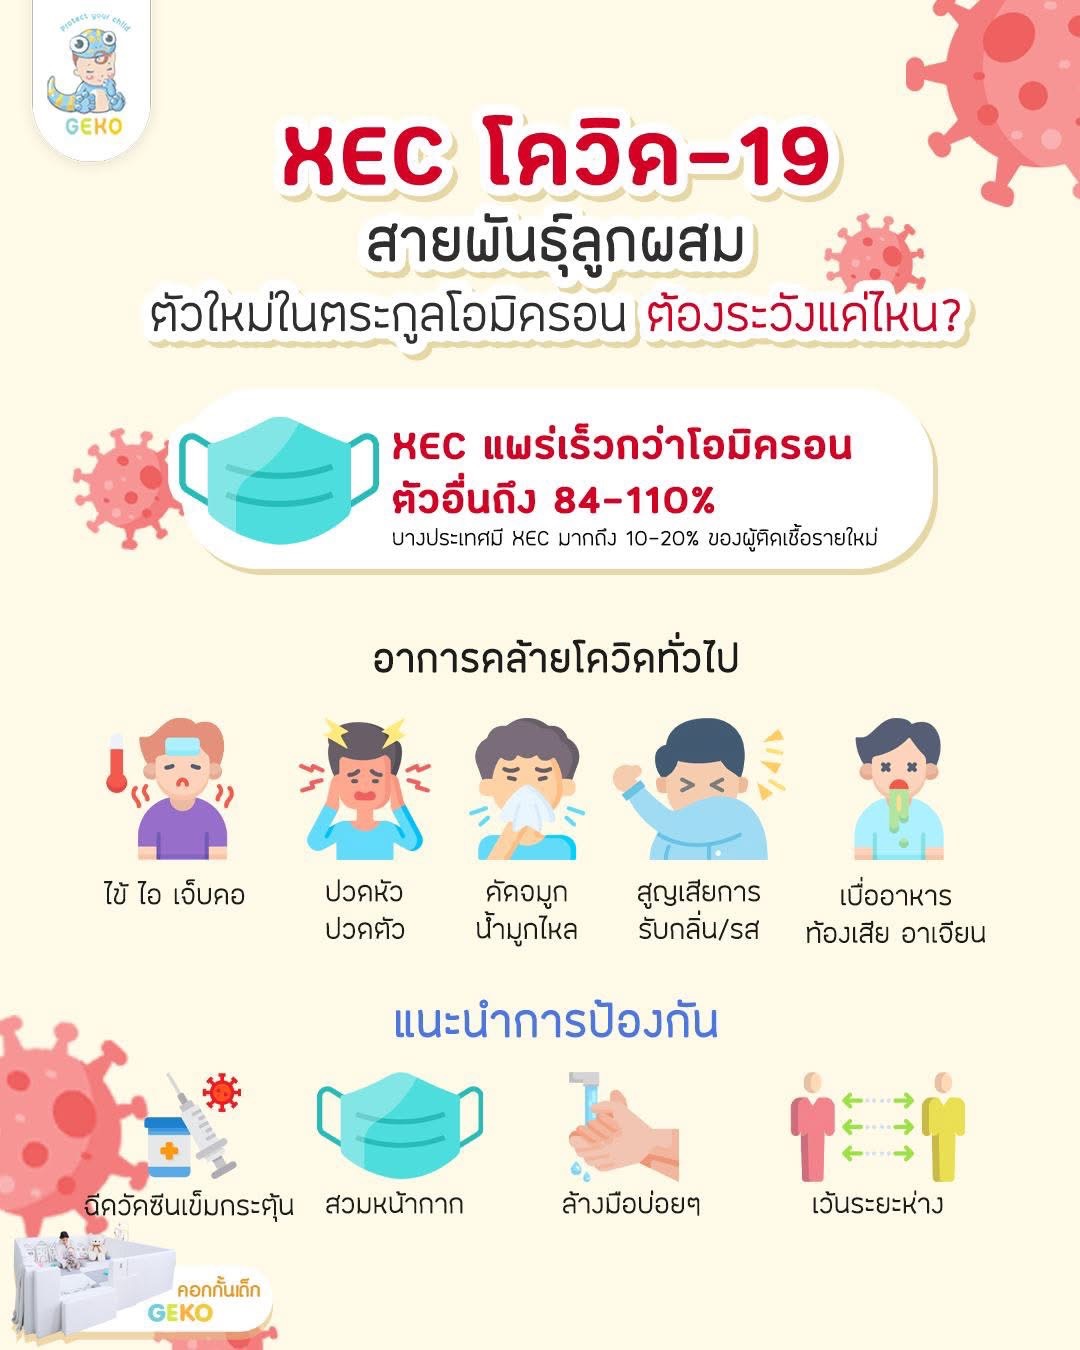 Protect your child
GEKO
XEC โควิด-19
สายพันธุ์ลูกผสม
ตัวใหม่ในตระกูลโอมิครอน ต้องระวังแค่ไหน?
XEC แพร่เร็วกว่าโอมิครอน
ตัวอื่นถึง 84-110%
บางประเทศมี XEC มากถึง 10-20% ของผู้ติดเชื้อรายใหม่
อาการคล้ายโควิดทั่วไป
ไข้ ไอ เจ็บคอ
ปวดหัว
ปวดตัว
คัดจมูก
น้ำมูกไหล
สูญเสียการ
รับกลิ่น/รส
เบื่ออาหาร
ท้องเสีย อาเจียน
แนะนำการป้องกัน
ฉีดวัคซีนเข็มกระตุ้น
สวมหน้ากาก
ล้างมือบ่อยๆ
เว้นระยะห่าง
คอกกั้นเด็ก
GEKO